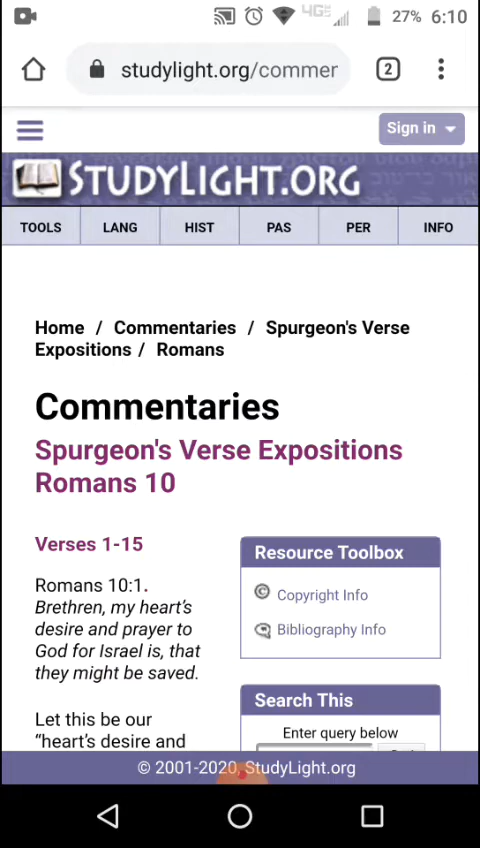 4G
27% 6:10
studylight.org/commer
2
Sign in
STUDYLIGHT.ORG
TOOLS LANG HIST PAS PER INFO
Home / Commentaries / Spurgeon's Verse
Expositions / Romans
Commentaries
Spurgeon's Verse Expositions
Romans 10
Verses 1-15
Romans 10:1.
Brethren, my heart's
desire and prayer to
God for Israel is, that
they might be saved.
Let this be our
“heart's desire and
Resource Toolbox
© Copyright Info
Bibliography Info
Search This
Enter query below
© 2001-2020, StudyLight.org